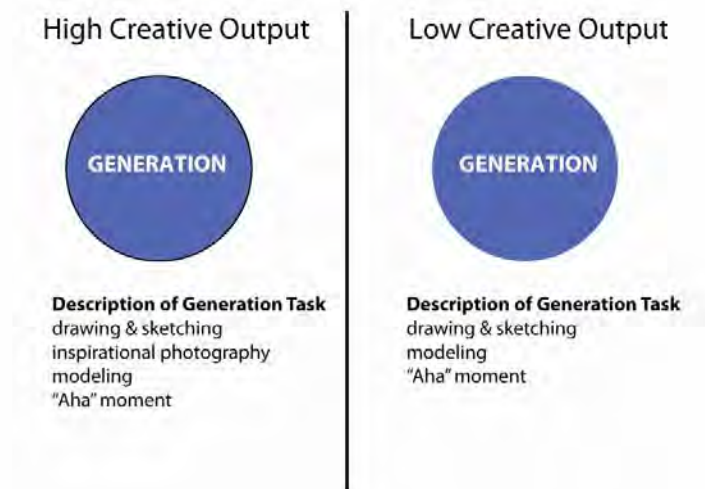 High Creative Output
GENERATION
Description of Generation Task
drawing & sketching
inspirational photography
modeling
“Aha” moment
Low Creative Output
GENERATION
Description of Generation Task
drawing & sketching
modeling
“Aha” moment